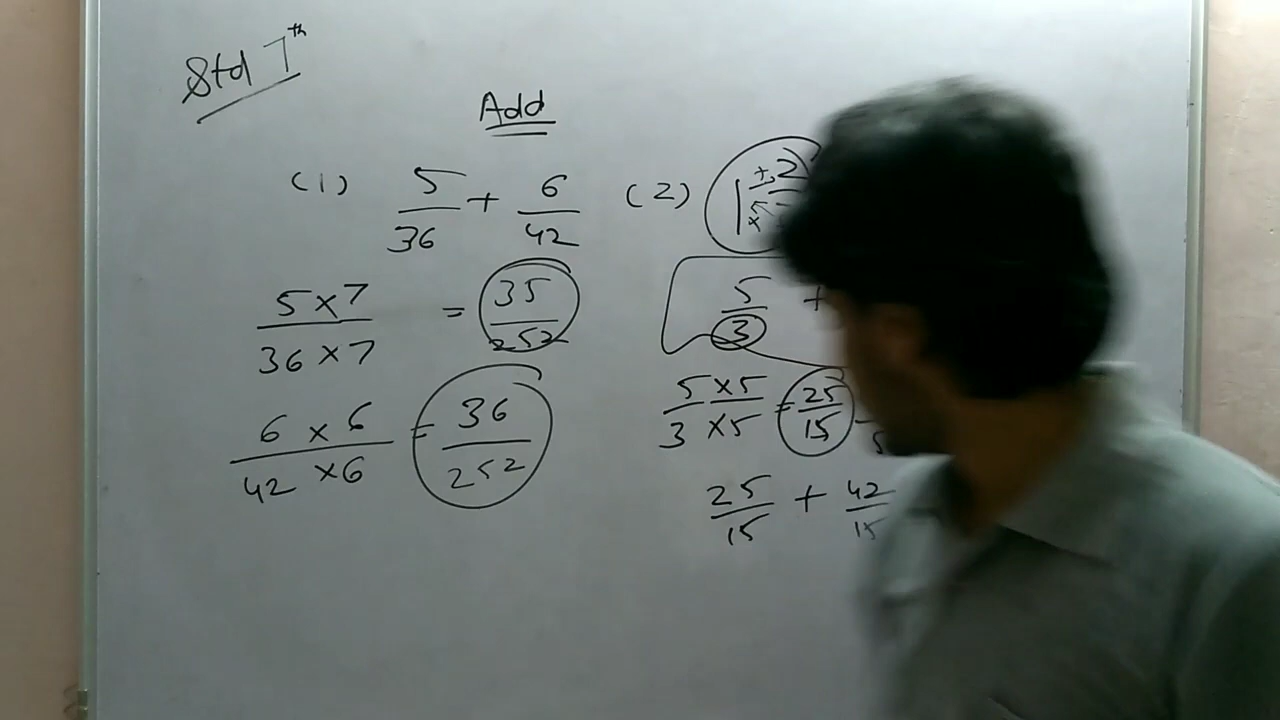 Std 7th
Add
(1) 5/36 + 6/42
5×7/36×7 = 35/252
6×6/42×6 = 36/252
(2) 1
5/3 +
5/3 ×5/×5 = 25/15
25/15 + 42/15